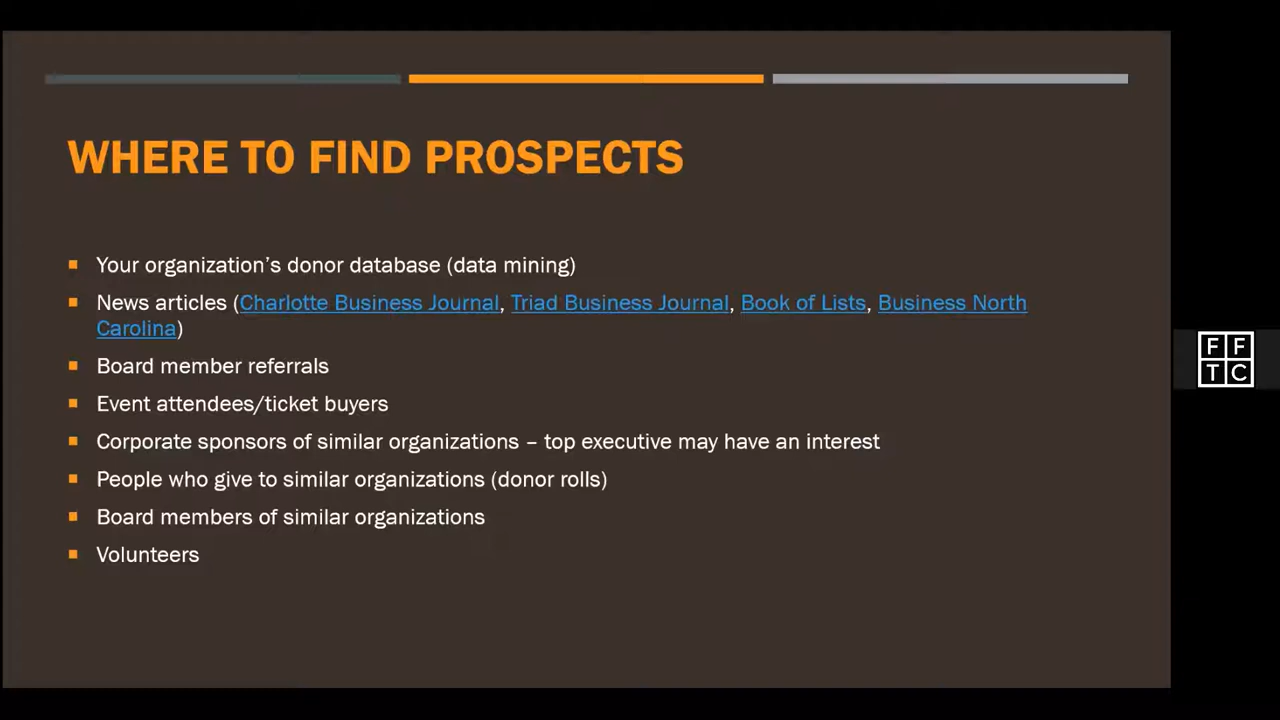 WHERE TO FIND PROSPECTS
Your organization's donor database (data mining)
News articles (Charlotte Business Journal, Triad Business Journal, Book of Lists, Business North
Carolina)
Board member referrals
Event attendees/ticket buyers
Corporate sponsors of similar organizations – top executive may have an interest
People who give to similar organizations (donor rolls)
Board members of similar organizations
Volunteers
F F
T C